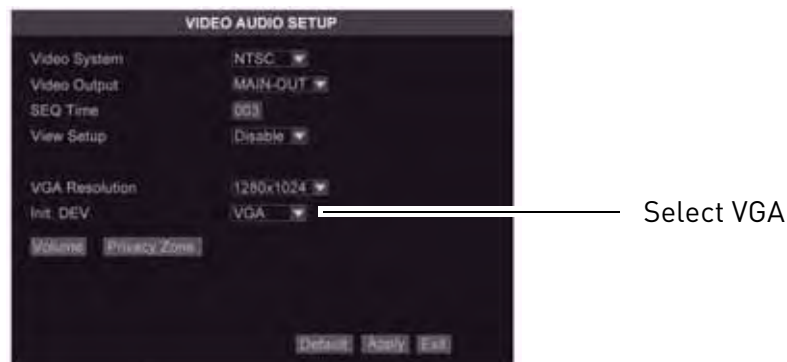 VIDEO AUDIO SETUP
Video System NTSC
Video Output MAIN-OUT
SEQ Time 003
View Setup Disable
VGA Resolution 1280x1024
Init. DEV VGA
Select VGA
Volume Privacy Zone
Default Apply Exit